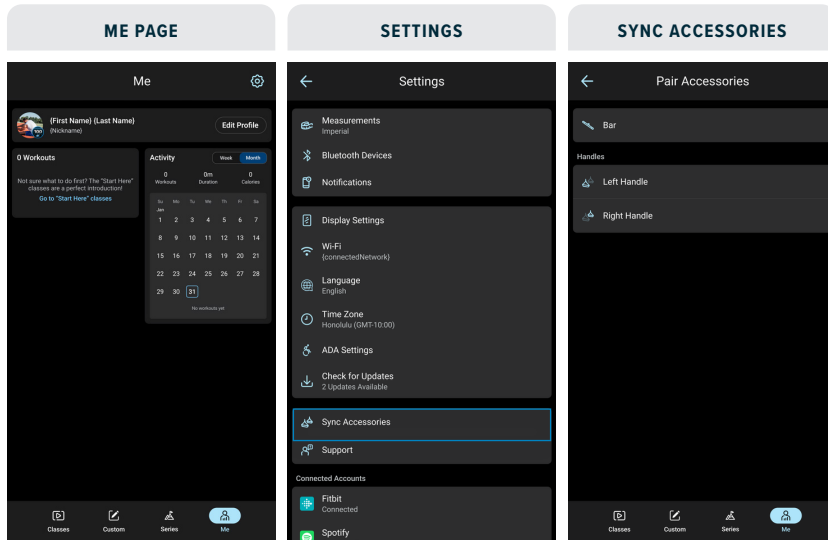 ME PAGE
Me
{First Name} {Last Name}
{Nickname}
Edit Profile
0 Workouts
Not sure what to do first? The "Start Here"
classes are a perfect introduction!
Go to "Start Here" classes
Activity
Week
Month
0
0m
0
Workouts
Duration
Calories
Su Mo Tu We Th Fr Sa
Jan
1 2 3 4 5 6 7
8 9 10 11 12 13 14
15 16 17 18 19 20 21
22 23 24 25 26 27 28
29 30 31
No workouts yet
Classes
Custom
Series
Me
SETTINGS
Settings
Measurements
Imperial
Bluetooth Devices
Notifications
Display Settings
Wi-Fi
{connectedNetwork}
Language
English
Time Zone
Honolulu (GMT-10:00)
ADA Settings
Check for Updates
2 Updates Available
Sync Accessories
Support
Connected Accounts
Fitbit
Connected
Spotify
SYNC ACCESSORIES
Pair Accessories
Bar
Handles
Left Handle
Right Handle
Classes
Custom
Series
Me